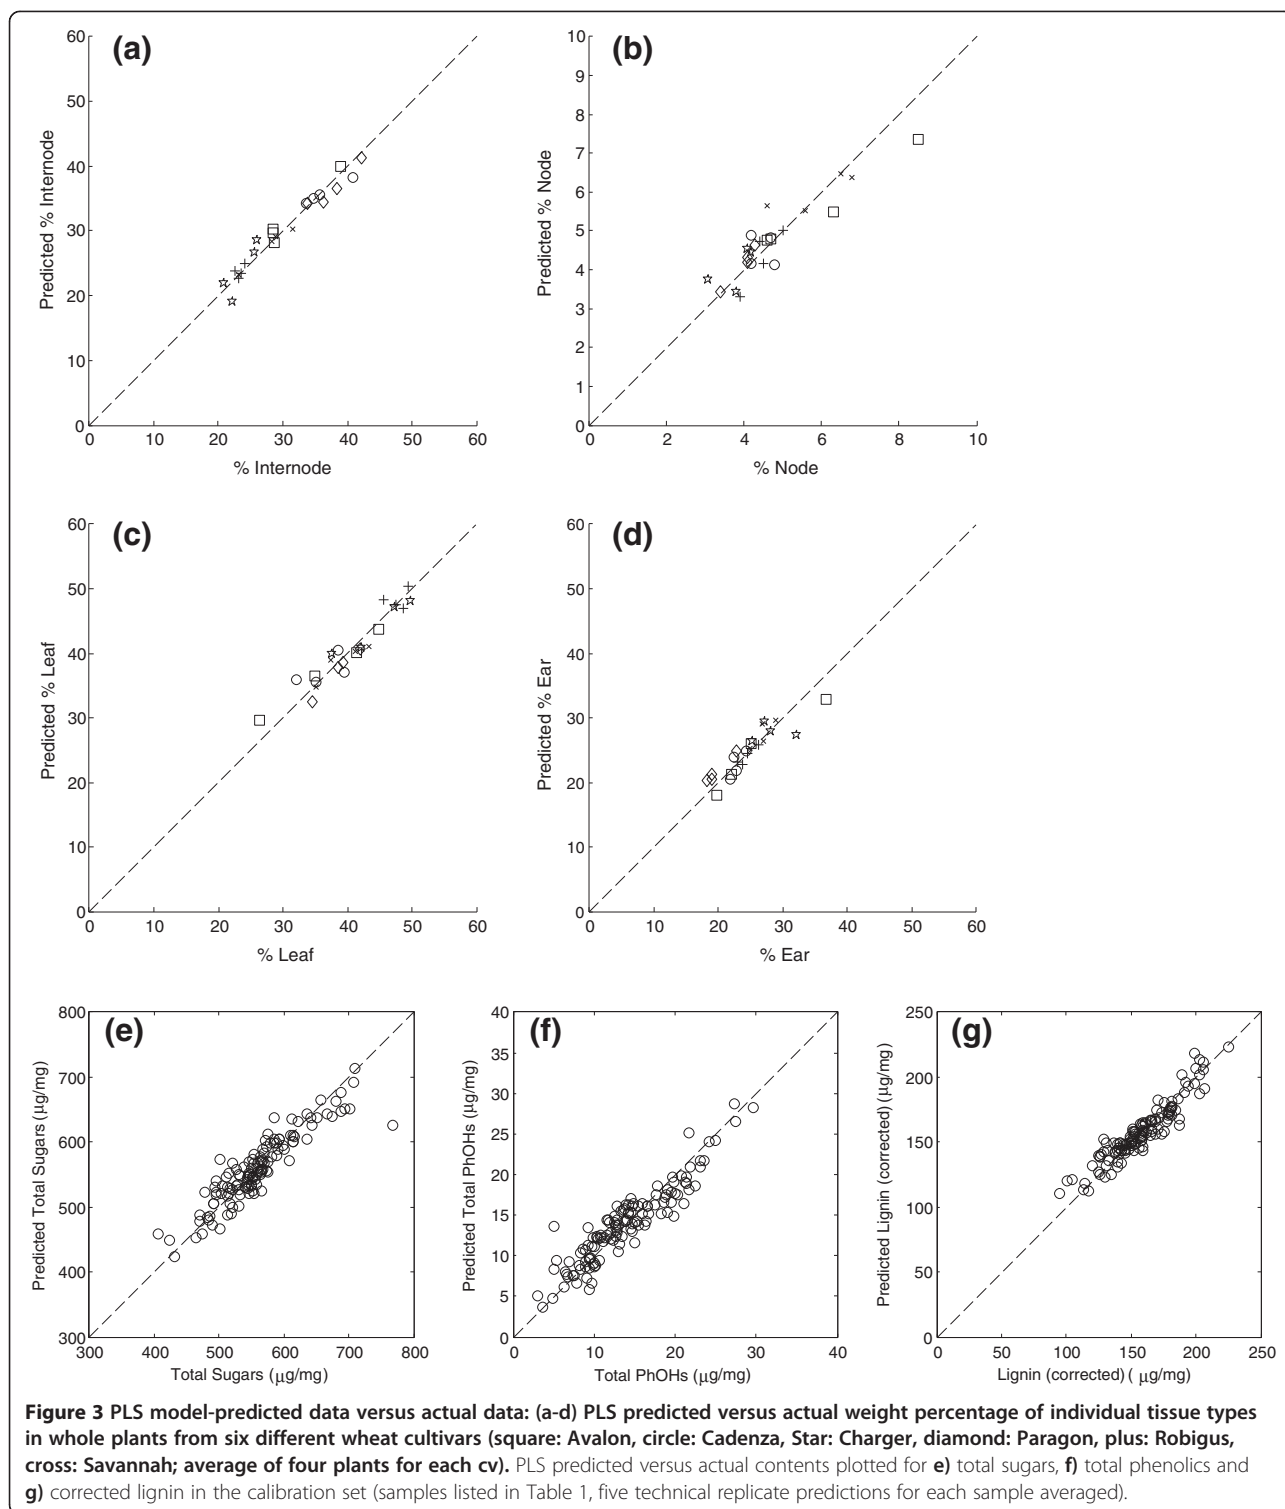 (a)
60
50
40
30
20
10
0
Predicted % Internode
0 10 20 30 40 50 60
% Internode
(b)
10
9
8
7
6
5
4
3
2
1
0
Predicted % Node
0 2 4 6 8 10
% Node
(c)
60
50
40
30
20
10
0
Predicted % Leaf
0 10 20 30 40 50 60
% Leaf
(d)
60
50
40
30
20
10
0
Predicted % Ear
0 10 20 30 40 50 60
% Ear
(e)
800
700
600
500
400
300
Predicted Total Sugars (µg/mg)
300 400 500 600 700 800
Total Sugars (µg/mg)
(f)
40
35
30
25
20
15
10
5
0
Predicted Total PhOHs (µg/mg)
0 10 20 30 40
Total PhOHs (µg/mg)
(g)
250
200
150
100
50
0
Predicted Lignin (corrected) (µg/mg)
0 50 100 150 200 250
Lignin (corrected) ( µg/mg)
Figure 3 PLS model-predicted data versus actual data: (a-d) PLS predicted versus actual weight percentage of individual tissue types
in whole plants from six different wheat cultivars (square: Avalon, circle: Cadenza, Star: Charger, diamond: Paragon, plus: Robigus,
cross: Savannah; average of four plants for each cv). PLS predicted versus actual contents plotted for e) total sugars, f) total phenolics and
g) corrected lignin in the calibration set (samples listed in Table 1, five technical replicate predictions for each sample averaged).